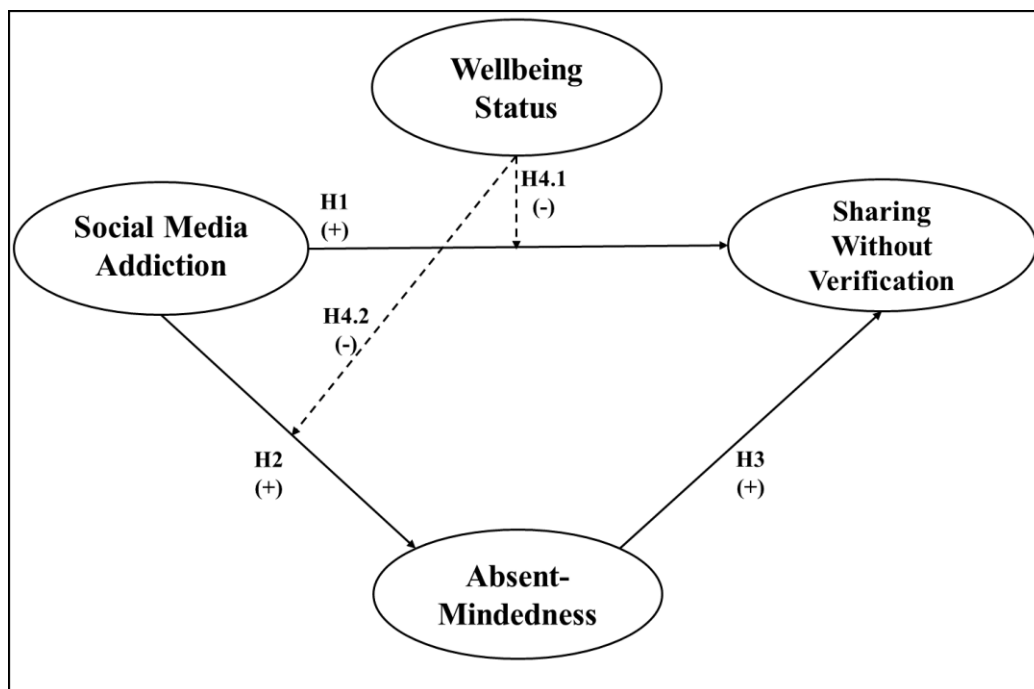 Wellbeing
Status
H4.1
(-)
H1
(+)
Social Media
Addiction
Sharing
Without
Verification
H4.2
(-)
H2
(+)
H3
(+)
Absent-
Mindedness